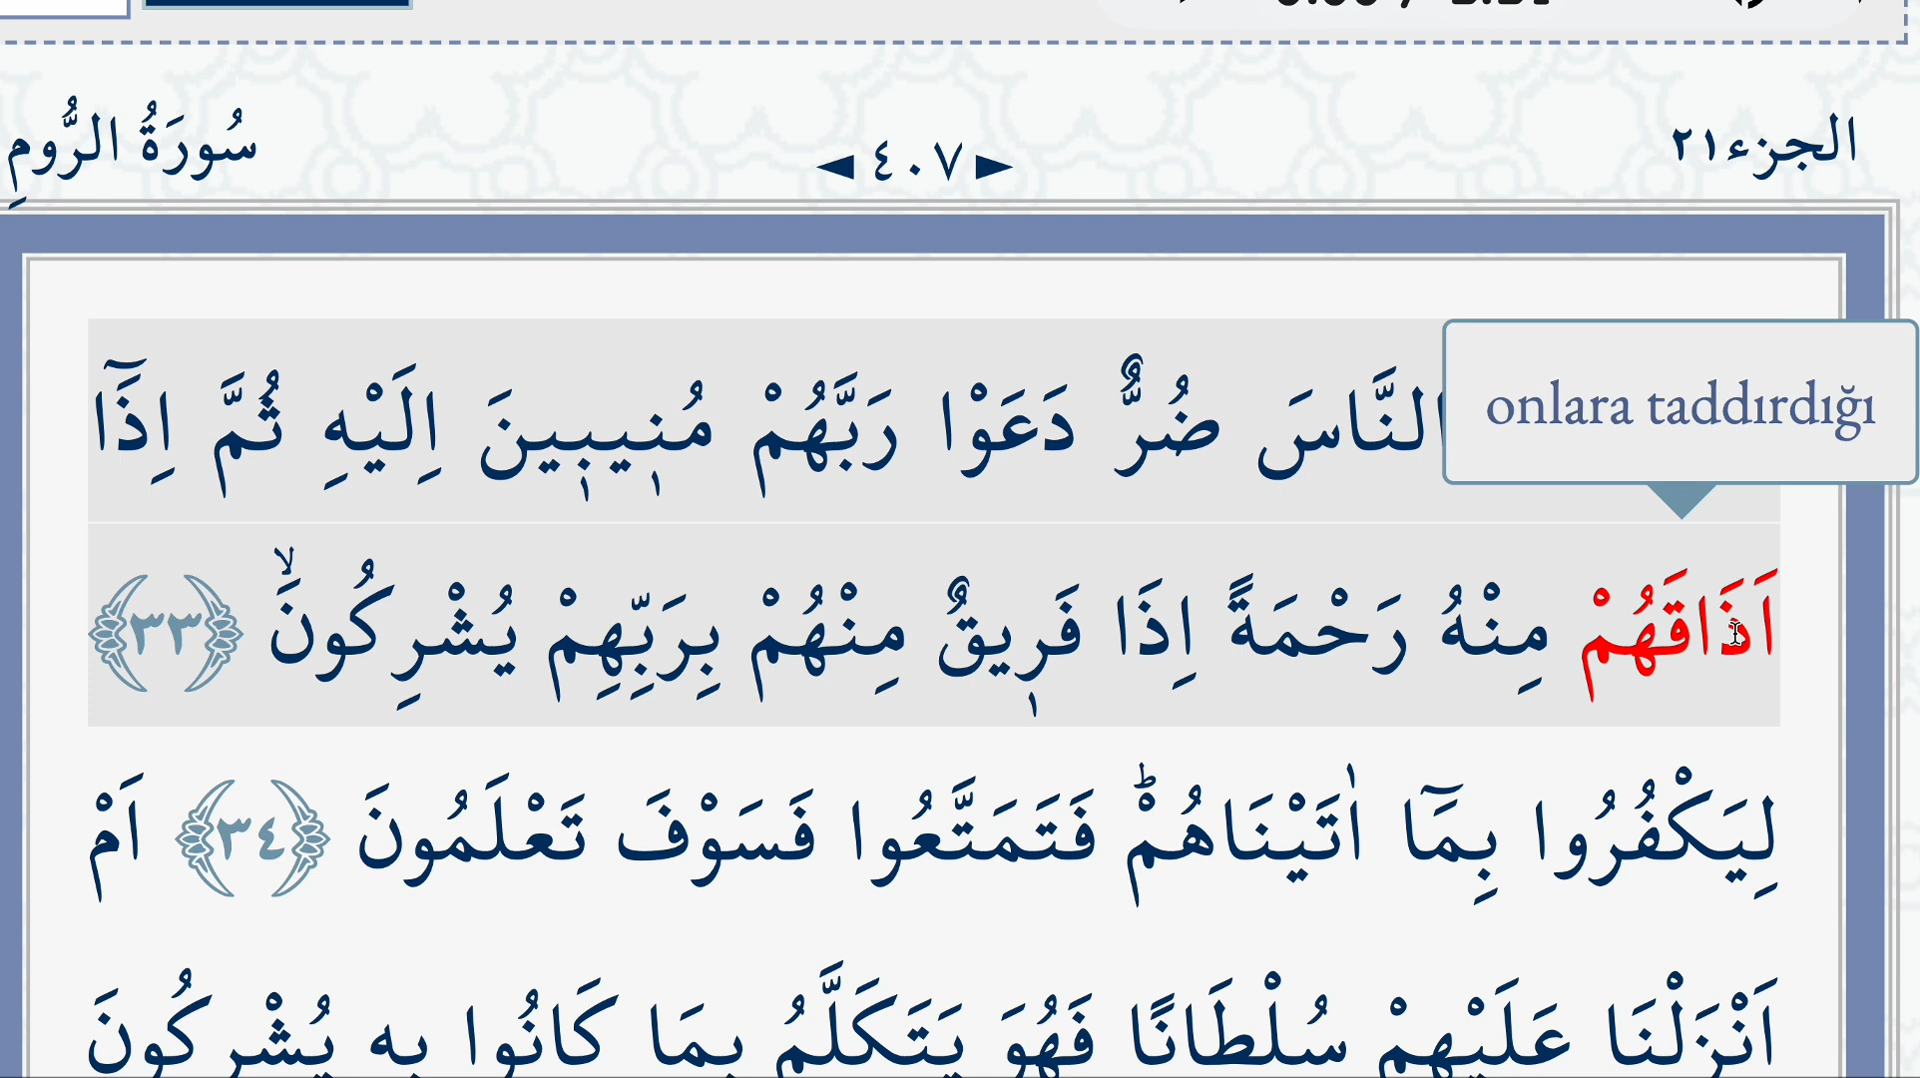 الجزء ٢١
٤٠٧
سُورَةُ الرُّومِ
onlara taddırdığı
النَّاسَ ضُرٌّ دَعَوْا رَبَّهُمْ مُنٖيبٖينَ اِلَيْهِ ثُمَّ اِذَٓا
اَذَاقَهُمْ مِنْهُ رَحْمَةً اِذَا فَرٖيقٌ مِنْهُمْ بِرَبِّهِمْ يُشْرِكُونَۙ ﴿٣٣﴾
لِيَكْفُرُوا بِمَٓا اٰتَيْنَاهُمْؕ فَتَمَتَّعُوا فَسَوْفَ تَعْلَمُونَ ﴿٣٤﴾ اَمْ
اَنْزَلْنَا عَلَيْهِمْ سُلْطَانًا فَهُوَ يَتَكَلَّمُ بِمَا كَانُوا بِه يُشْرِكُونَ